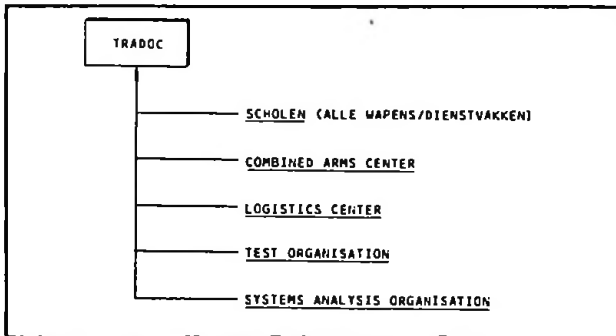 TRADOC
SCHOLEN (ALLE WAPENS/DIENSTVAKKEN)
COMBINED ARMS CENTER
LOGISTICS CENTER
TEST ORGANISATION
SYSTEMS ANALYSIS ORGANISATION